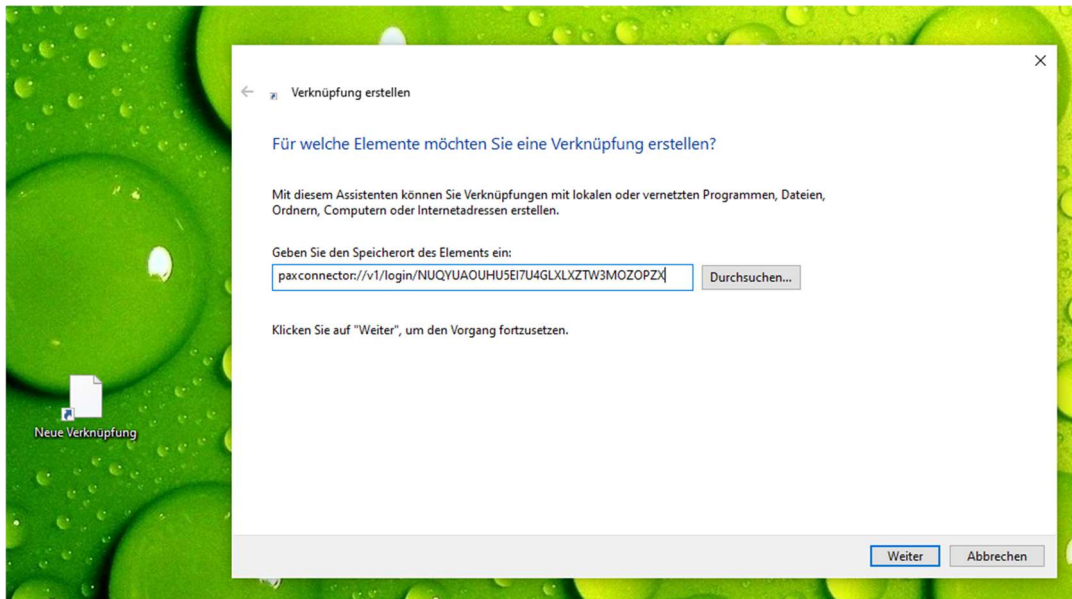 Verknüpfung erstellen
Für welche Elemente möchten Sie eine Verknüpfung erstellen?
Mit diesem Assistenten können Sie Verknüpfungen mit lokalen oder vernetzten Programmen, Dateien,
Ordnern, Computern oder Internetadressen erstellen.
Geben Sie den Speicherort des Elements ein:
paxconnector://v1/login/NUQYUAOUHU5EI7U4GLXLXZTW3MOZOPZX
Durchsuchen...
Klicken Sie auf "Weiter", um den Vorgang fortzusetzen.
Neue Verknüpfung
Weiter
Abbrechen